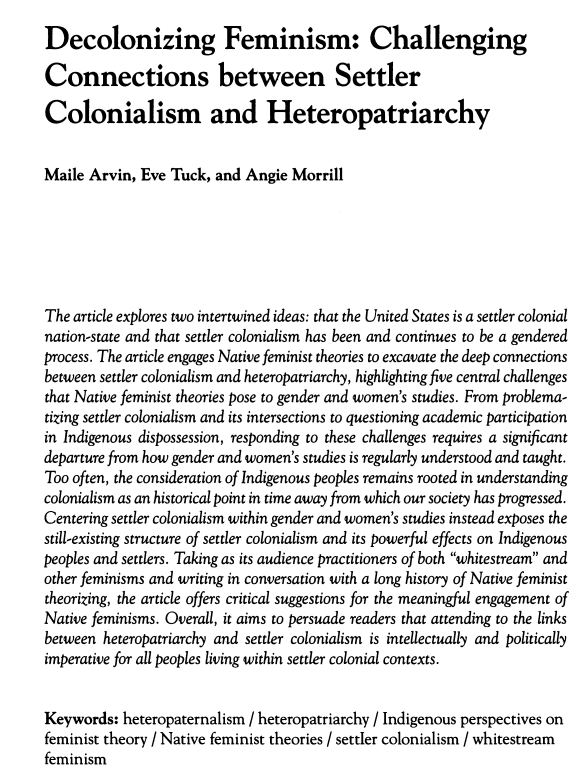 Decolonizing Feminism: Challenging
Connections between Settler
Colonialism and Heteropatriarchy
Maile Arvin, Eve Tuck, and Angie Morrill
The article explores two intertwined ideas: that the United States is a settler colonial
nation-state and that settler colonialism has been and continues to be a gendered
process. The article engages Native feminist theories to excavate the deep connections
between settler colonialism and heteropatriarchy, highlighting five central challenges
that Native feminist theories pose to gender and women's studies. From problema-
tizing settler colonialism and its intersections to questioning academic participation
in Indigenous dispossession, responding to these challenges requires a significant
departure from how gender and women's studies is regularly understood and taught.
Too often, the consideration of Indigenous peoples remains rooted in understanding
colonialism as an historical point in time away from which our society has progressed.
Centering settler colonialism within gender and women's studies instead exposes the
still-existing structure of settler colonialism and its powerful effects on Indigenous
peoples and settlers. Taking as its audience practitioners of both "whitestream" and
other feminisms and writing in conversation with a long history of Native feminist
theorizing, the article offers critical suggestions for the meaningful engagement of
Native feminisms. Overall, it aims to persuade readers that attending to the links
between heteropatriarchy and settler colonialism is intellectually and politically
imperative for all peoples living within settler colonial contexts.
Keywords: heteropaternalism / heteropatriarchy / Indigenous perspectives on
feminist theory / Native feminist theories / settler colonialism / whitestream
feminism